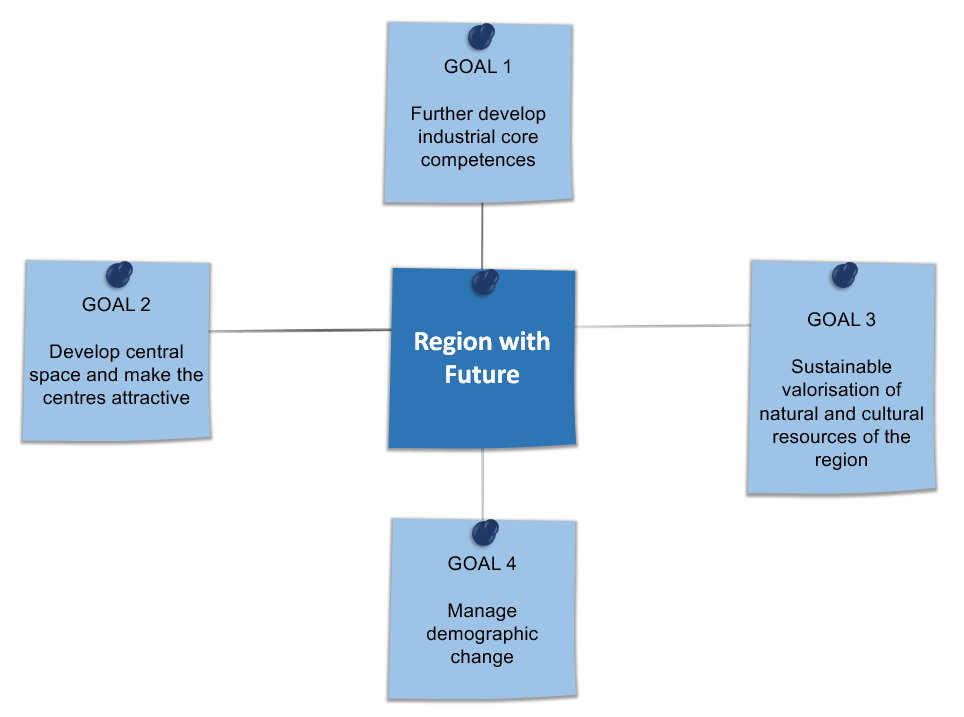 GOAL 1
Further develop
industrial core
competences
GOAL 2
Develop central
space and make the
centres attractive
Region with
Future
GOAL 3
Sustainable
valorisation of
natural and cultural
resources of the
region
GOAL 4
Manage
demographic
change